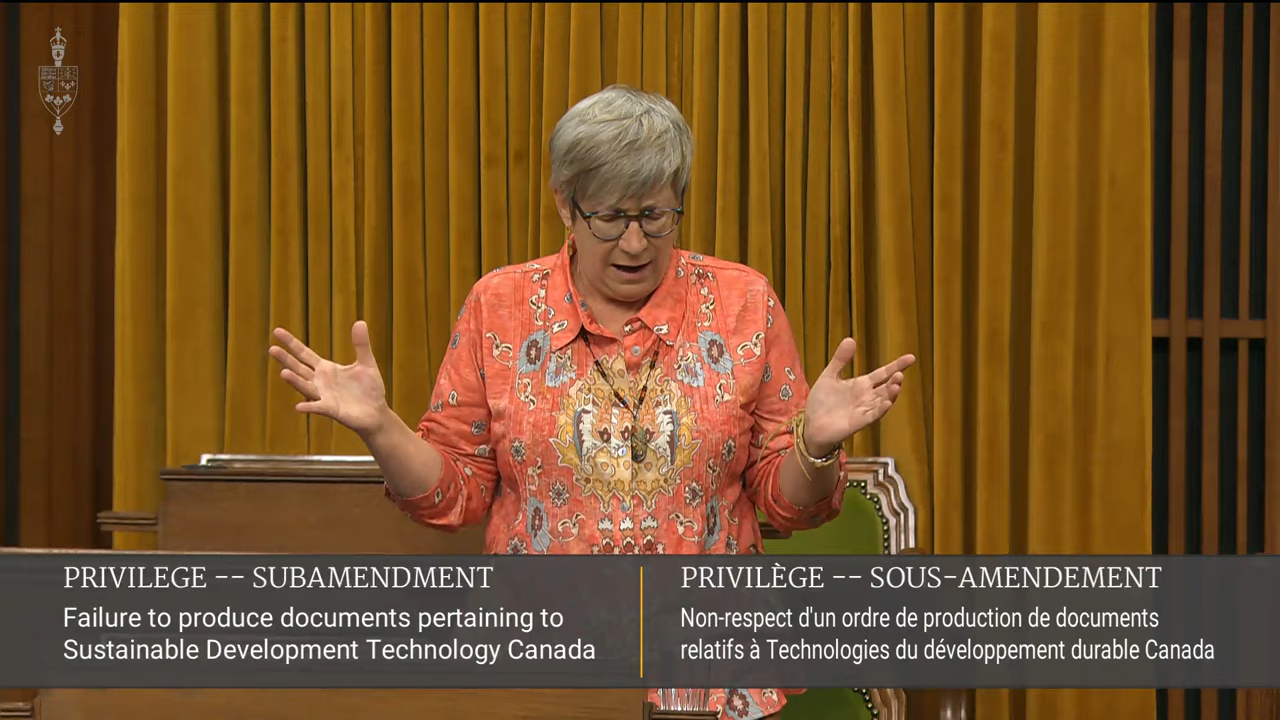 PRIVILEGE -- SUBAMENDMENT
Failure to produce documents pertaining to
Sustainable Development Technology Canada
PRIVILÈGE -- SOUS-AMENDEMENT
Non-respect d'un ordre de production de documents
relatifs à Technologies du développement durable Canada